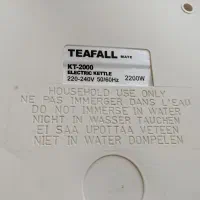 TEAFALL MATE
KT-2000
ELECTRIC KETTLE
220-240V 50/60Hz 2200W
HOUSEHOLD USE ONLY
NE PAS IMMERGER DANS L'EAU
DO NOT IMMERSE IN WATER
NICHT IN WASSER TAUCHEN
EI SAA UPOTTAA VETEEN
NIET IN WATER DOMPELEN